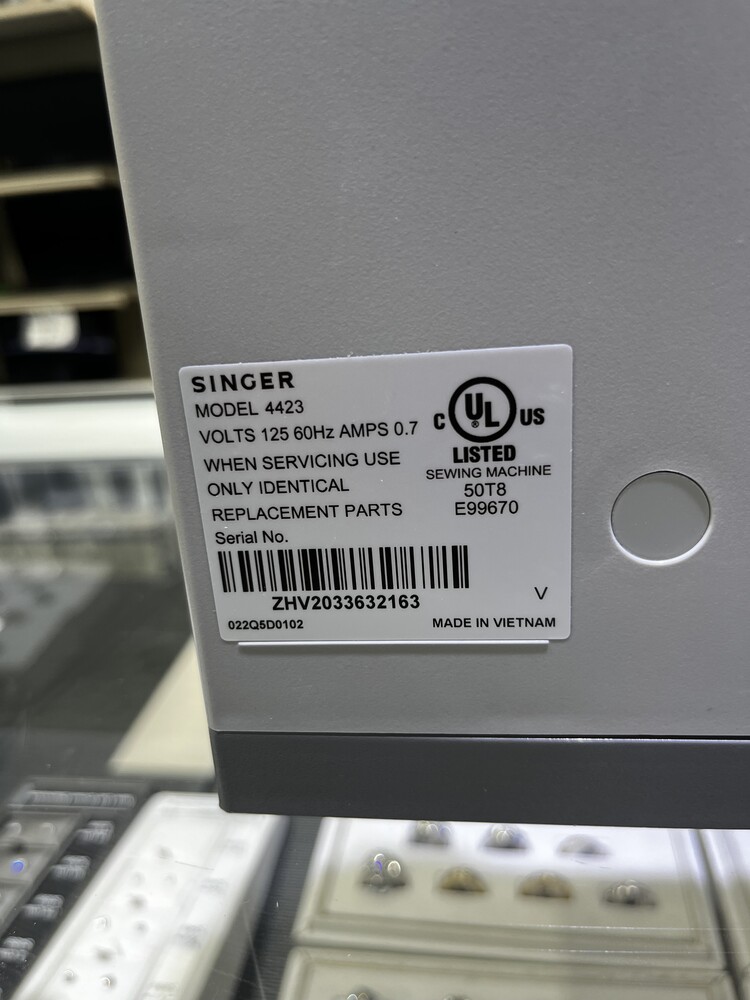 SINGER
MODEL 4423
VOLTS 125 60Hz AMPS 0.7
WHEN SERVICING USE
ONLY IDENTICAL
REPLACEMENT PARTS
Serial No.
ZHV2033632163
022Q5D0102
C UL® US
LISTED
SEWING MACHINE
50T8
E99670
V
MADE IN VIETNAM